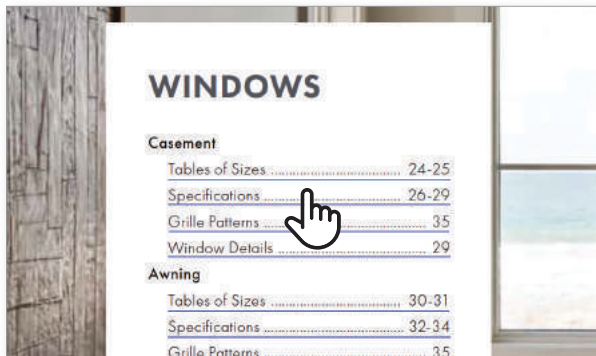 WINDOWS
Casement
Tables of Sizes ........................................ 24-25
Specifications ........................................ 26-29
Grille Patterns ........................................ 35
Window Details ........................................ 29
Awning
Tables of Sizes ........................................ 30-31
Specifications ........................................ 32-34
Grille Patterns ........................................ 35